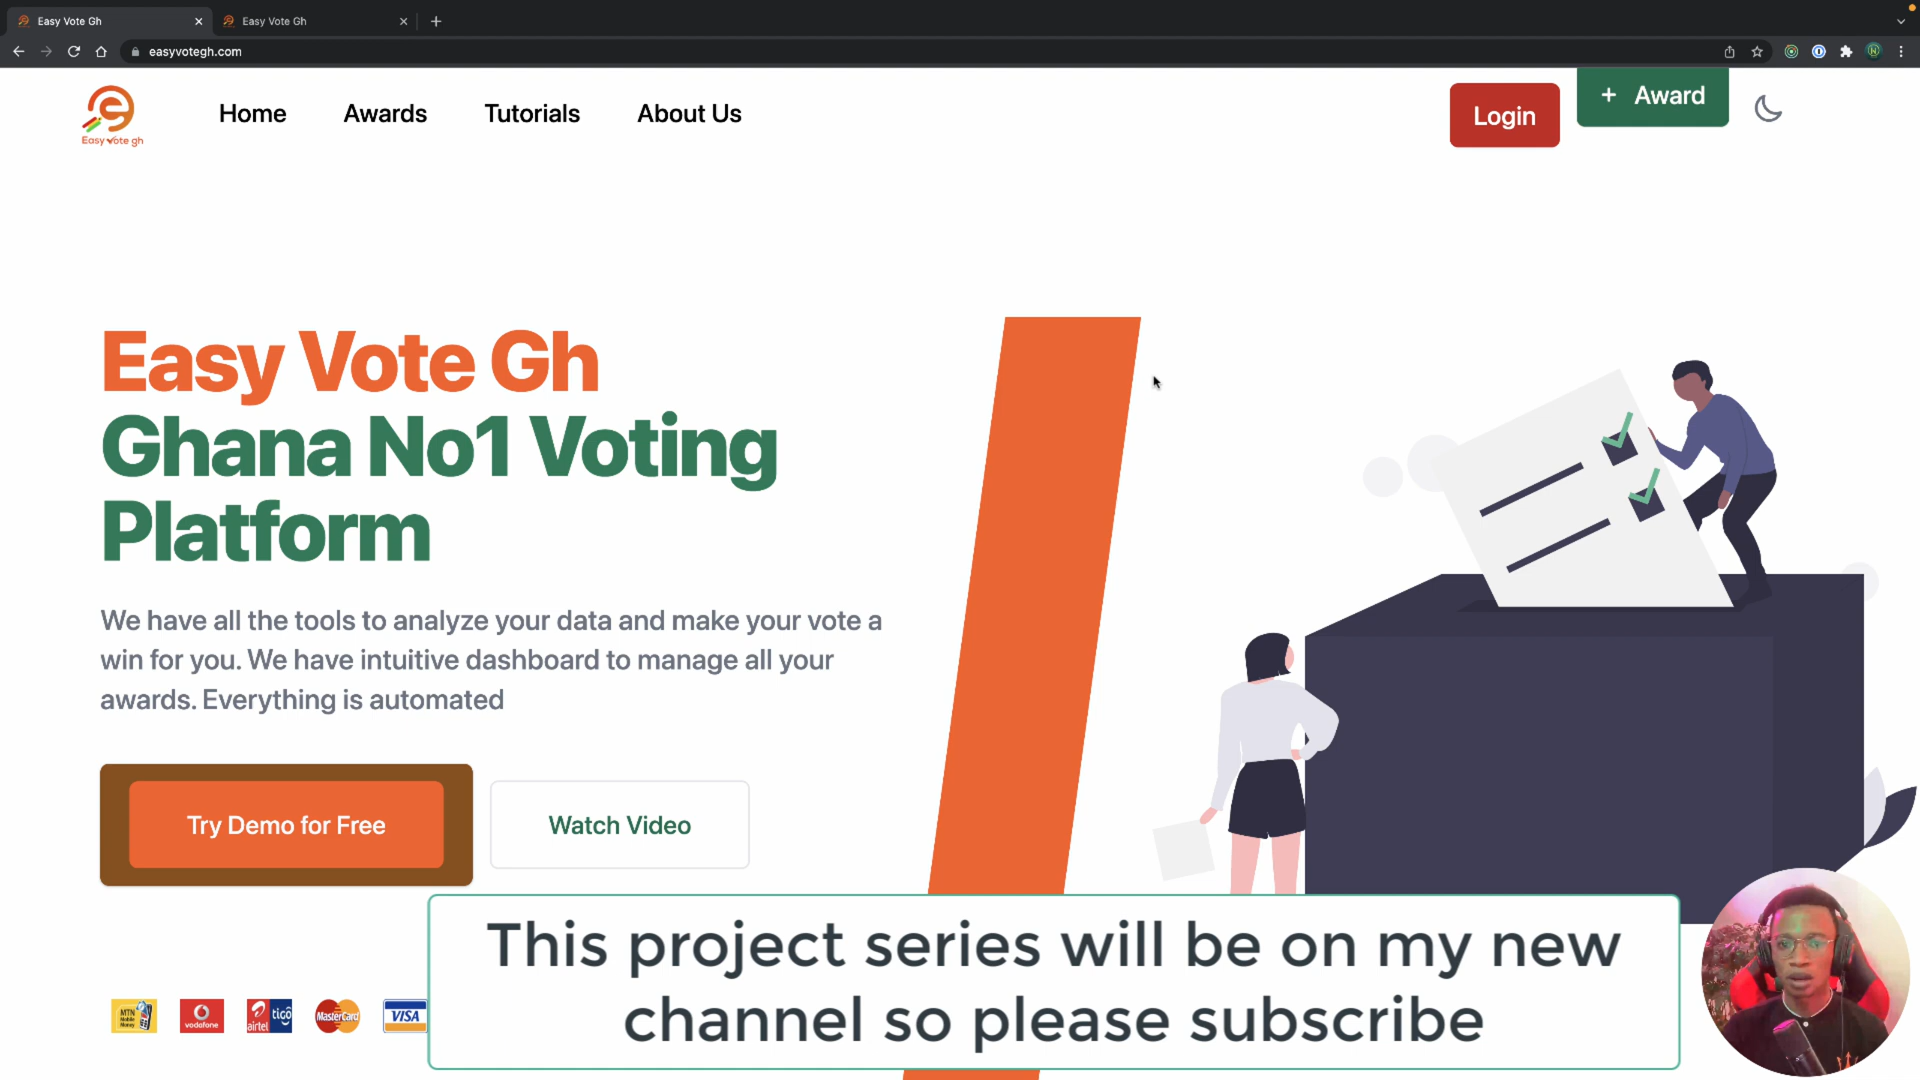 Easy Vote Gh
Easy Vote Gh
easyvotegh.com
N
e
Easy vote gh
Home
Awards
Tutorials
About Us
Login
+ Award
Easy Vote Gh
Ghana No1 Voting
Platform
We have all the tools to analyze your data and make your vote a
win for you. We have intuitive dashboard to manage all your
awards. Everything is automated
Try Demo for Free
Watch Video
MTN
Mobile
Money
vodafone
airtel
tiGO
MasterCard
VISA
This project series will be on my new
channel so please subscribe